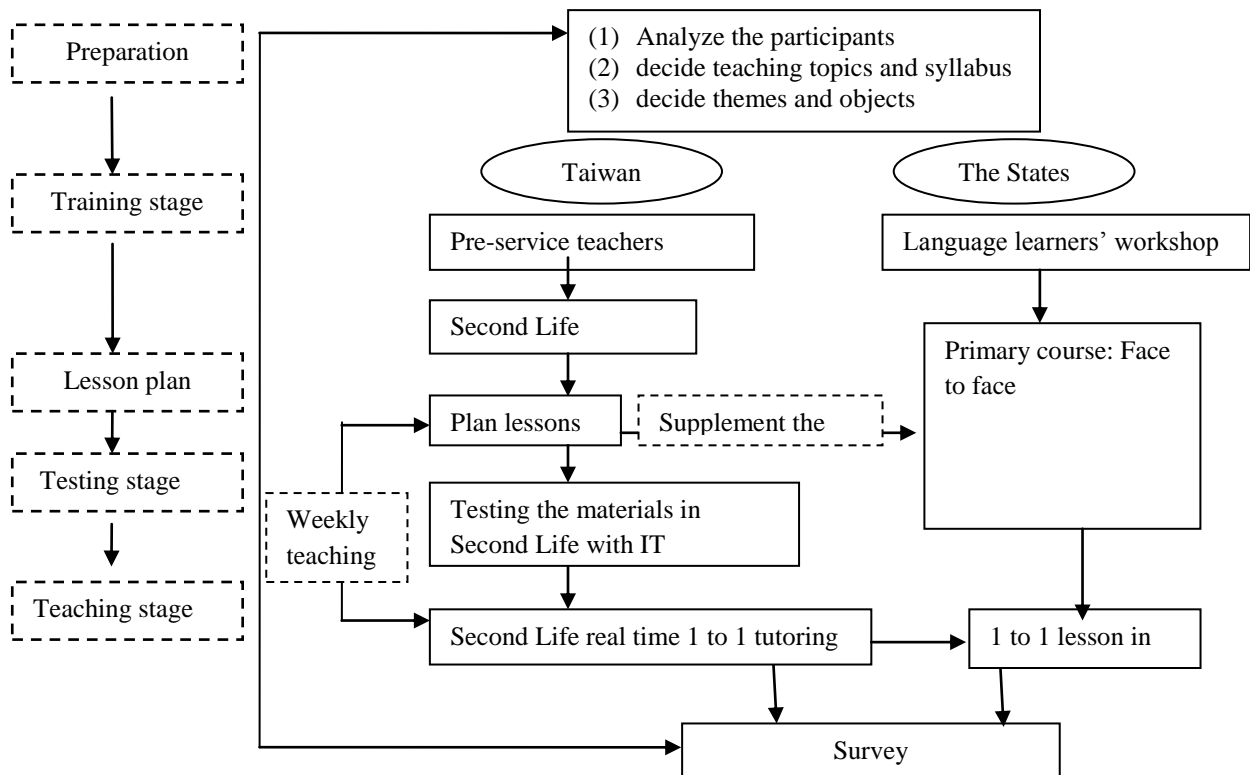 Preparation
(1) Analyze the participants
(2) decide teaching topics and syllabus
(3) decide themes and objects
Taiwan
The States
Training stage
Pre-service teachers
Language learners’ workshop
Second Life
Primary course: Face
to face
Lesson plan
Plan lessons
Supplement the
Testing stage
Weekly
teaching
Testing the materials in
Second Life with IT
Teaching stage
Second Life real time 1 to 1 tutoring
1 to 1 lesson in
Survey